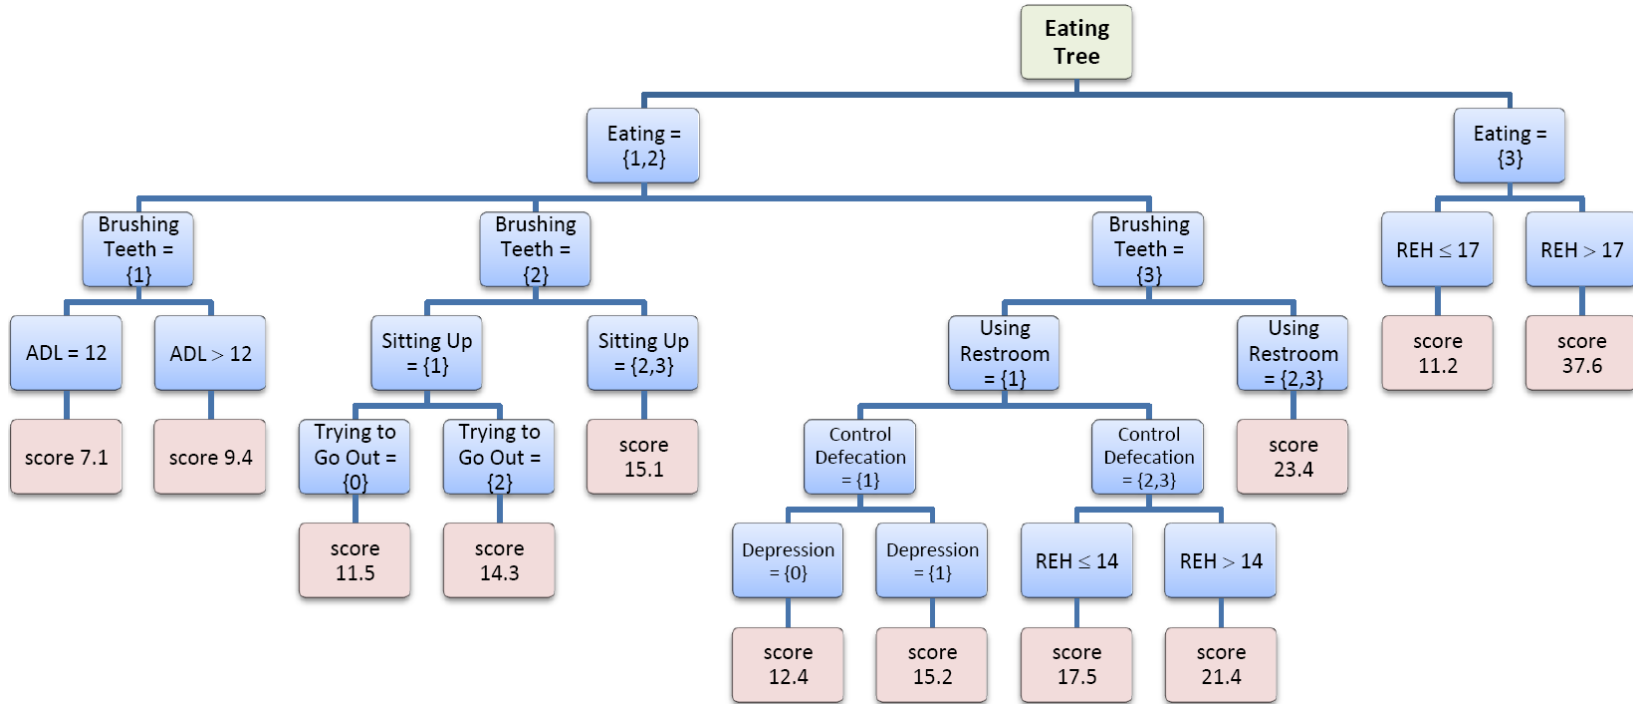 Eating
Tree
Eating =
{1,2}
Eating =
{3}
Brushing
Teeth =
{1}
Brushing
Teeth =
{2}
Brushing
Teeth =
{3}
REH ≤ 17
REH > 17
ADL = 12
ADL > 12
Sitting Up
= {1}
Sitting Up
= {2,3}
Using
Restroom
= {1}
Using
Restroom
= {2,3}
score
11.2
score
37.6
score 7.1
score 9.4
Trying to
Go Out =
{0}
Trying to
Go Out =
{2}
score
15.1
Control
Defecation
= {1}
Control
Defecation
= {2,3}
score
23.4
score
11.5
score
14.3
Depression
= {0}
Depression
= {1}
REH ≤ 14
REH > 14
score
12.4
score
15.2
score
17.5
score
21.4